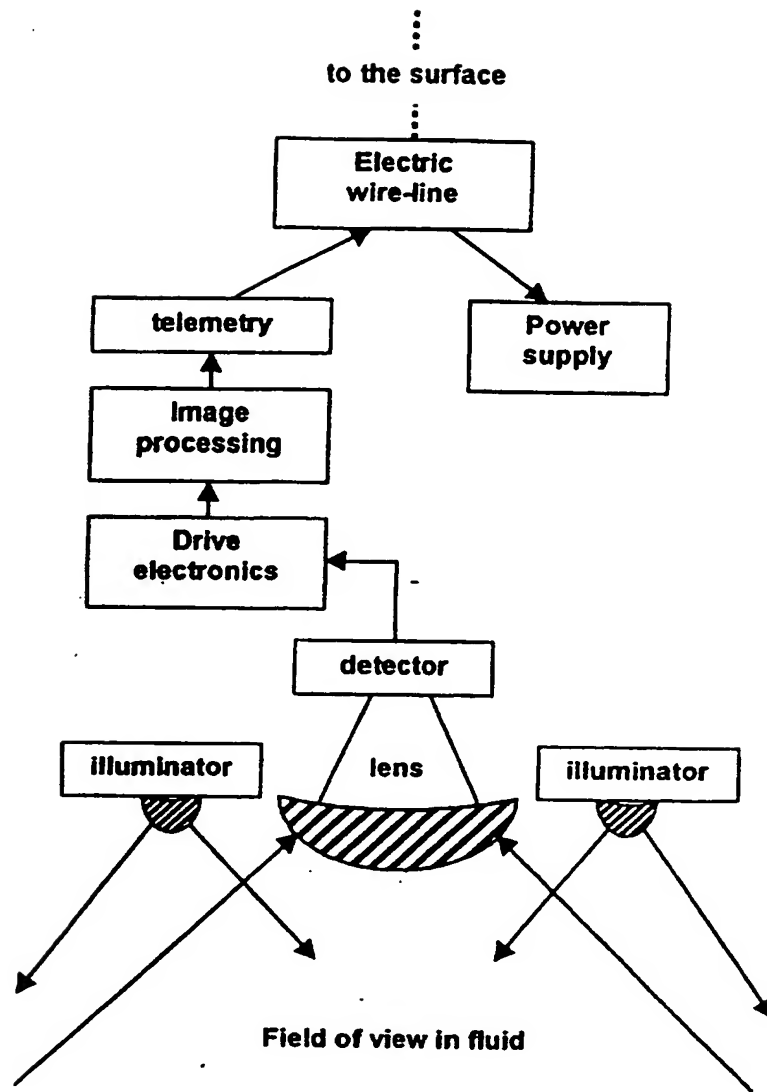 to the surface
Electric
wire-line
telemetry
Power
supply
Image
processing
Drive
electronics
detector
illuminator
lens
illuminator
Field of view in fluid